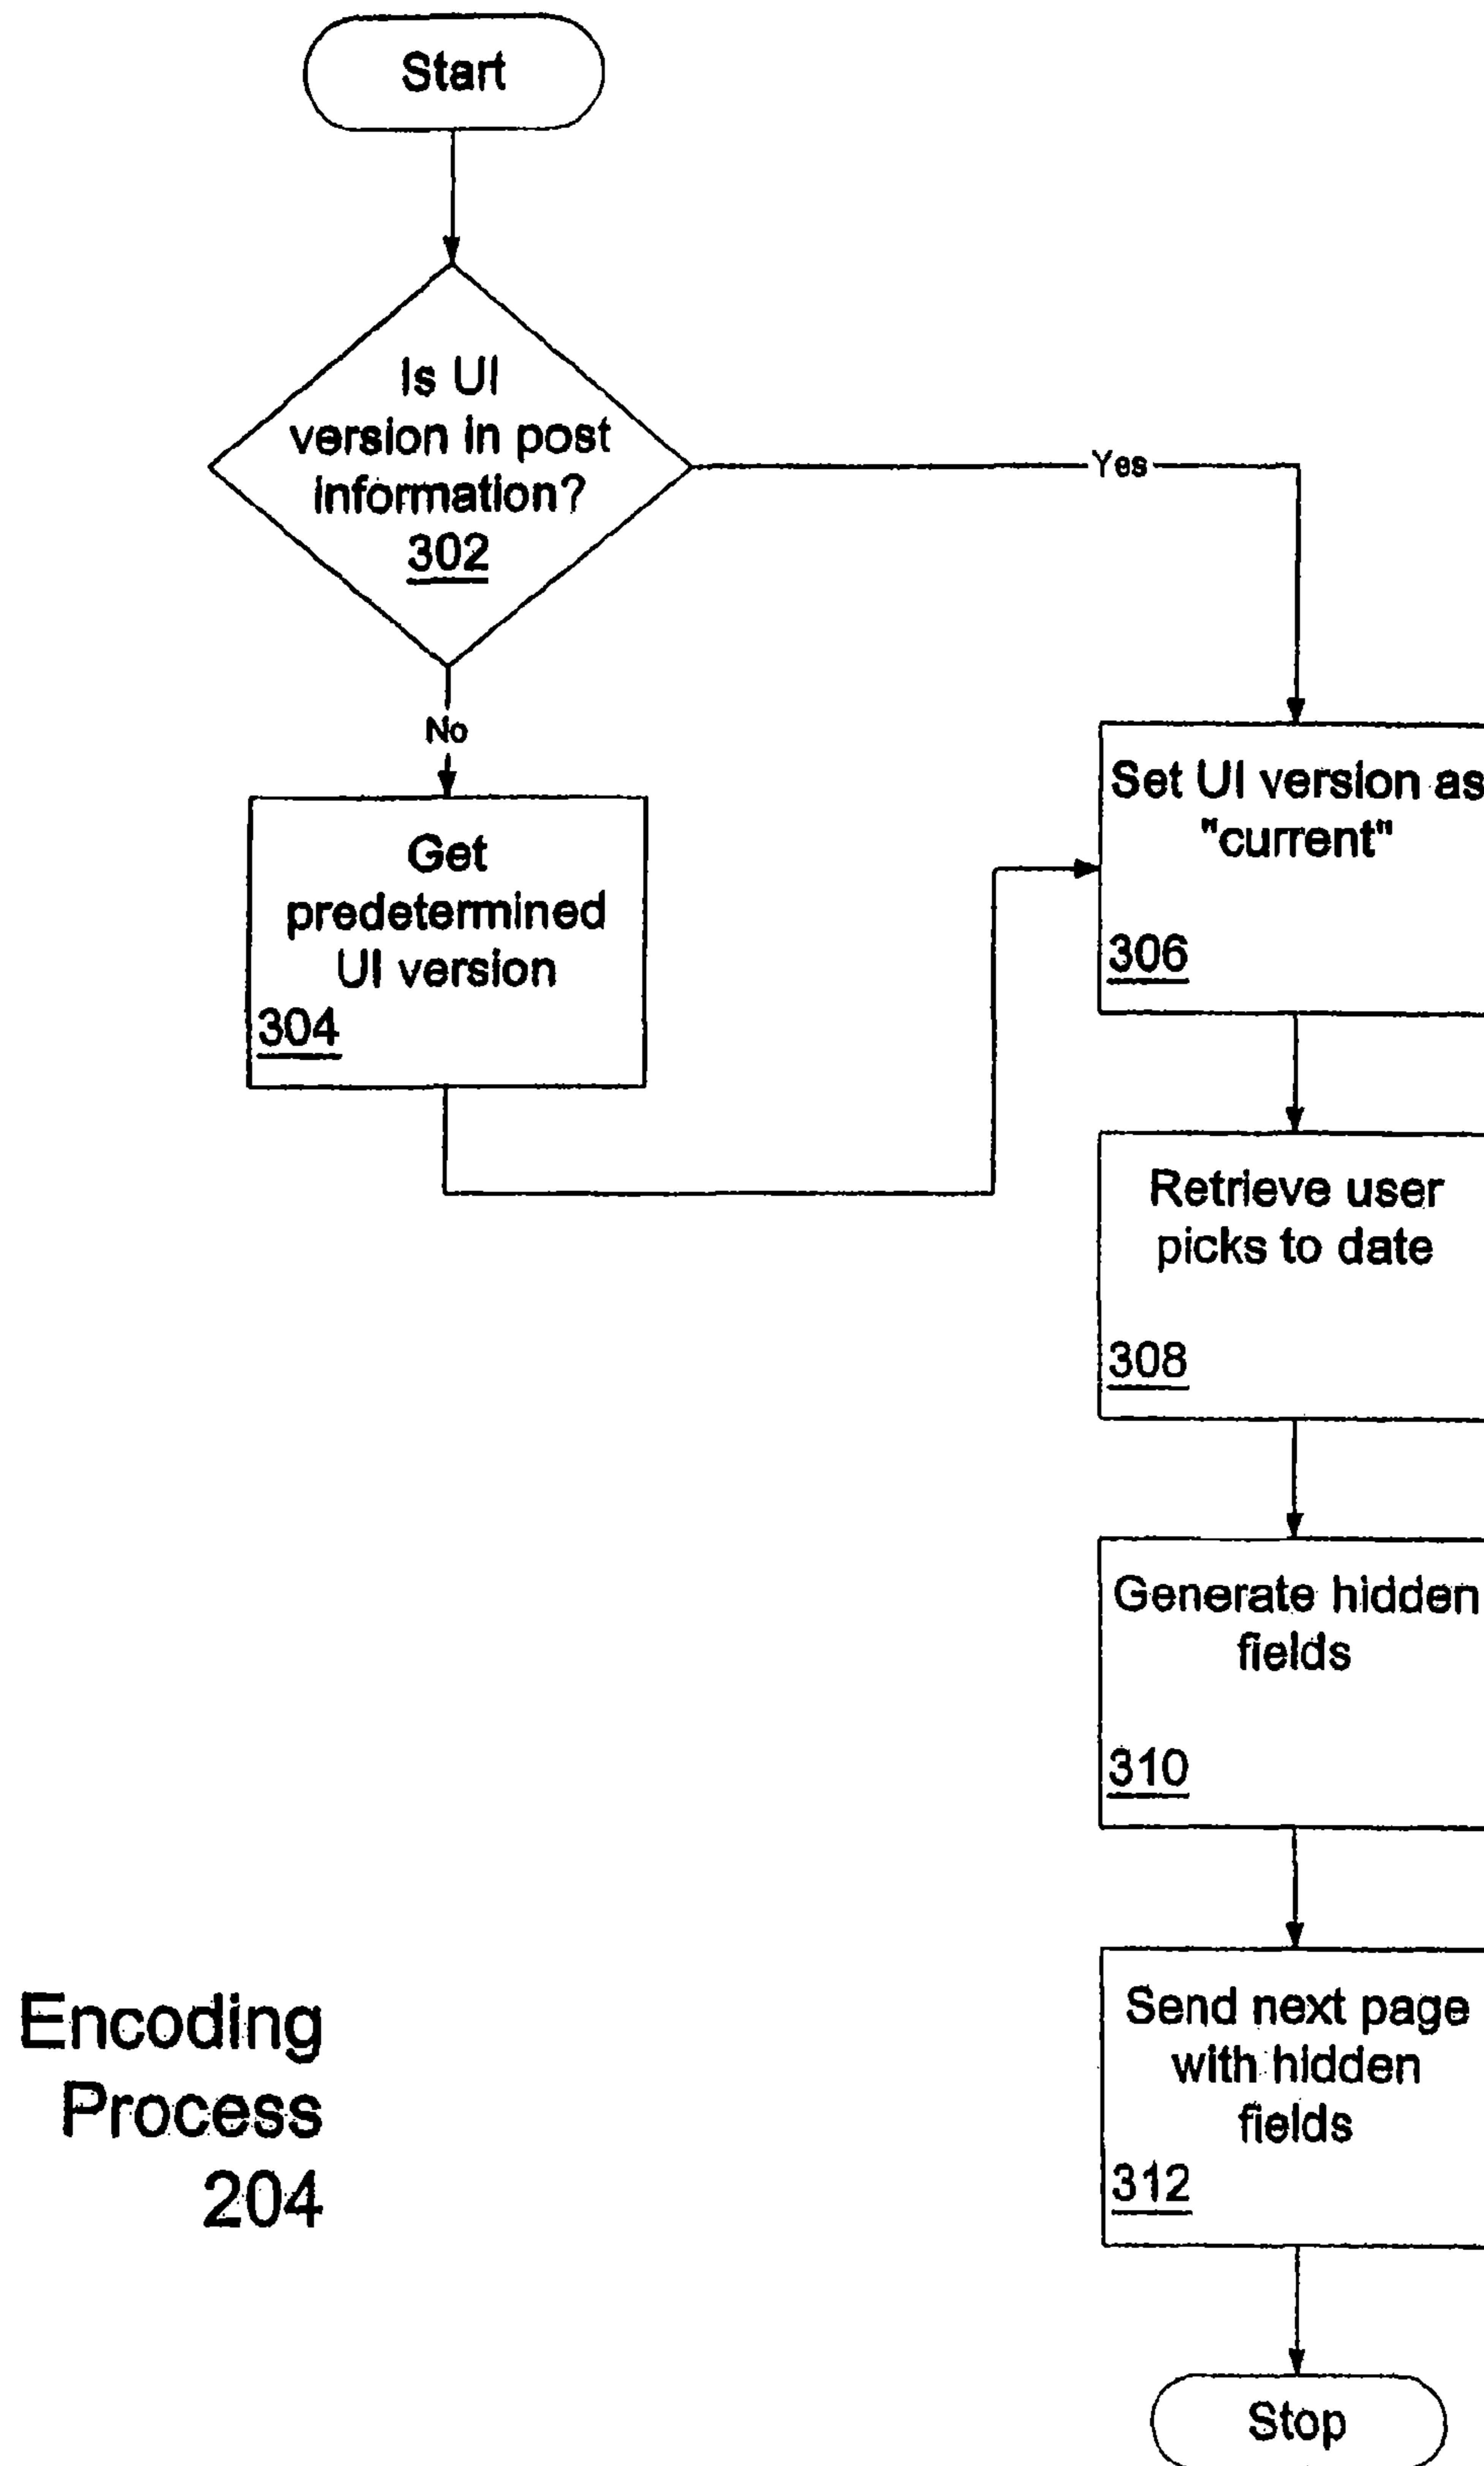 Start
Is UI
version in post
information?
302
Yes
No
Get
predetermined
UI version
304
Set UI version as
"current"
306
Retrieve user
picks to date
308
Generate hidden
fields
310
Send next page
with hidden
fields
312
Stop
Encoding
Process
204